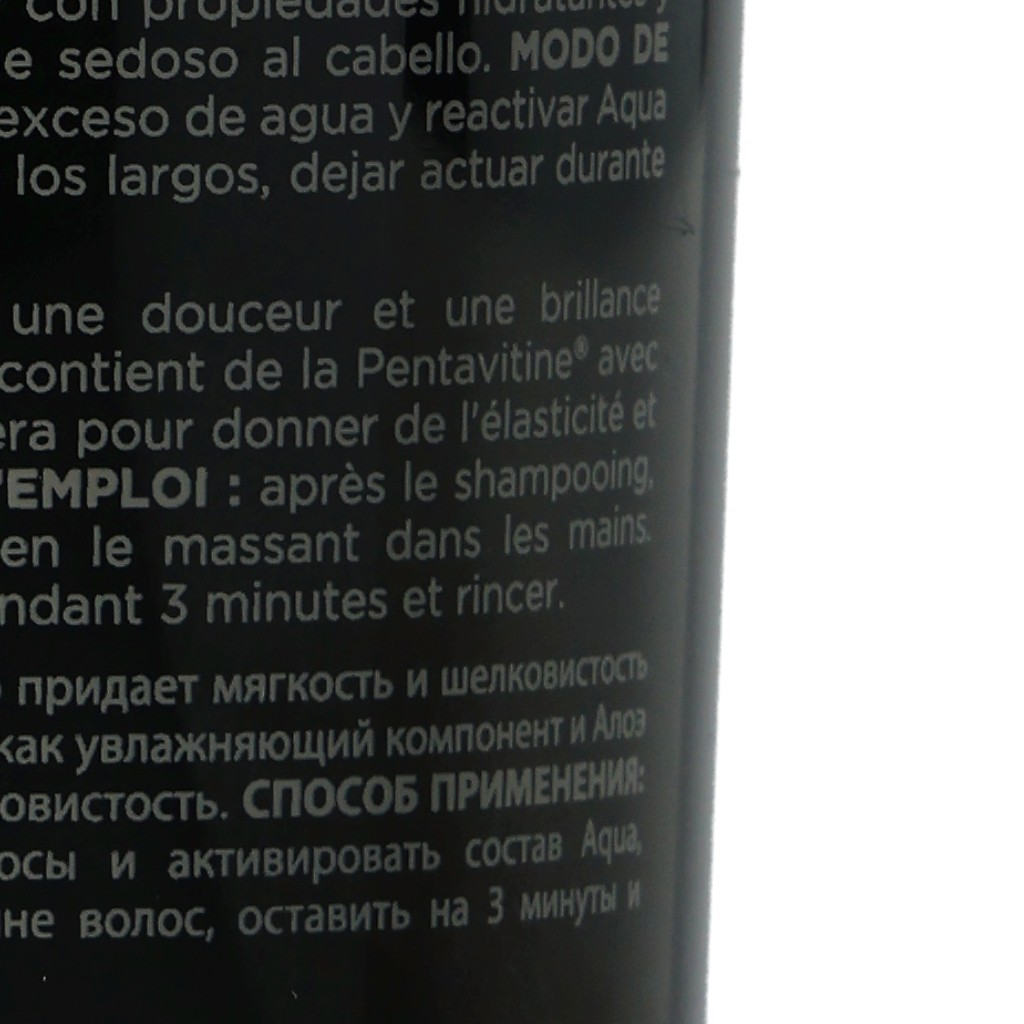 con propiedades hidratantes y
e sedoso al cabello. MODO DE
exceso de agua y reactivar Aqua
los largos, dejar actuar durante
une douceur et une brillance
contient de la Pentavitine® avec
era pour donner de l'élasticité et
'EMPLOI : après le shampooing,
en le massant dans les mains.
ndant 3 minutes et rincer.
придает мягкость и шелковистость
как увлажняющий компонент и Алоэ
овистость. СПОСОБ ПРИМЕНЕНИЯ:
осы и активировать состав Aqua,
не волос, оставить на 3 минуты и